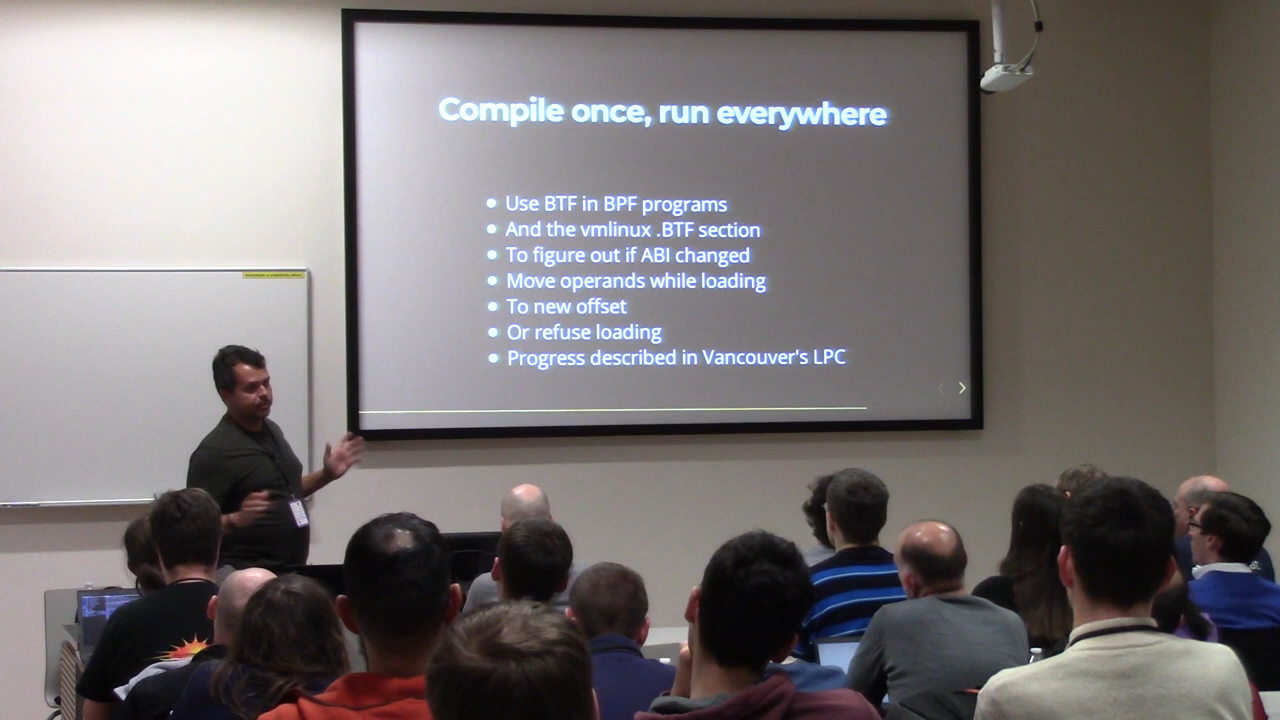 Compile once, run everywhere
Use BTF in BPF programs
And the vmlinux .BTF section
To figure out if ABI changed
Move operands while loading
To new offset
Or refuse loading
Progress described in Vancouver's LPC